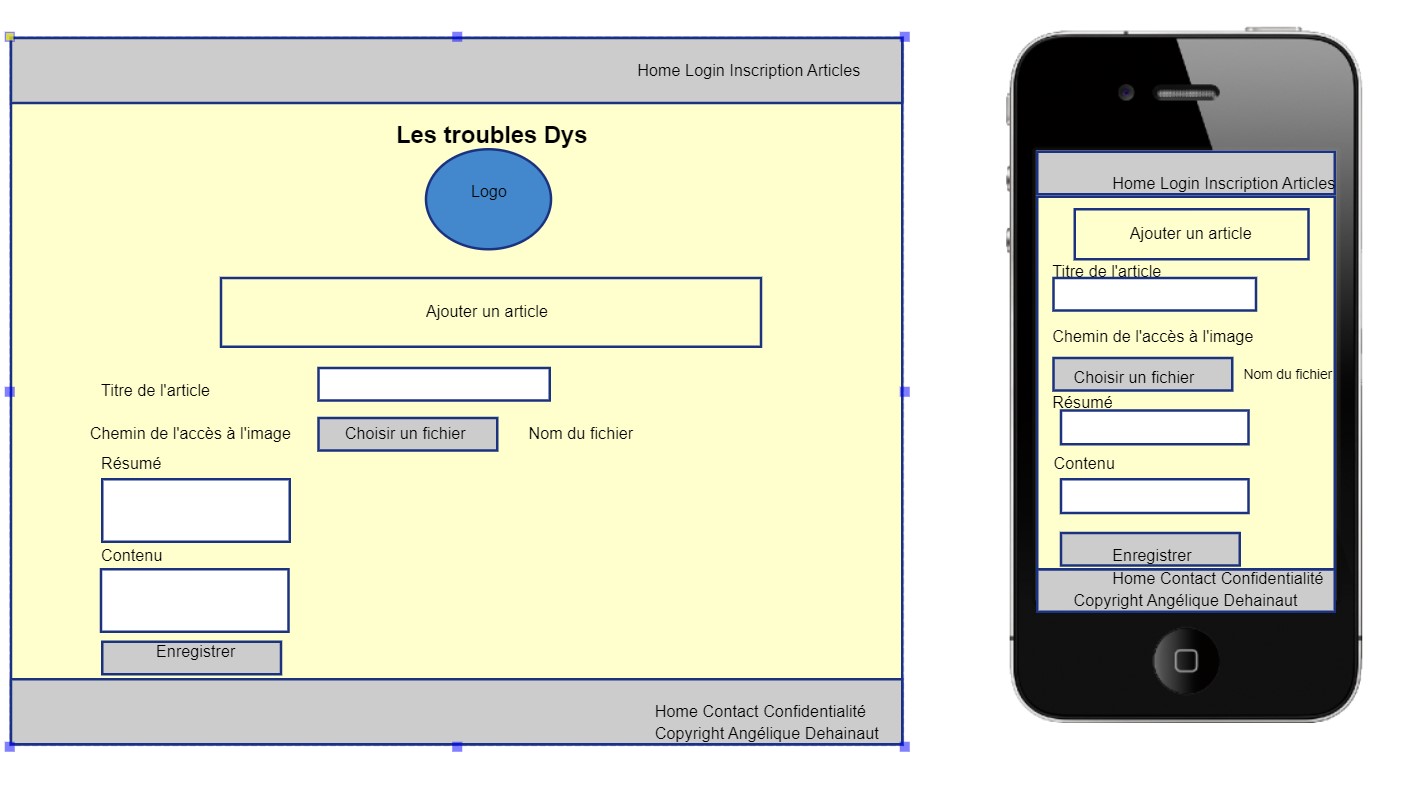 Home Login Inscription Articles
Les troubles Dys
Logo
Ajouter un article
Titre de l'article
Chemin de l'accès à l'image
Choisir un fichier
Nom du fichier
Résumé
Contenu
Enregistrer
Home Contact Confidentialité
Copyright Angélique Dehainaut
Home Login Inscription Articles
Ajouter un article
Titre de l'article
Chemin de l'accès à l'image
Choisir un fichier
Nom du fichier
Résumé
Contenu
Enregistrer
Home Contact Confidentialité
Copyright Angélique Dehainaut